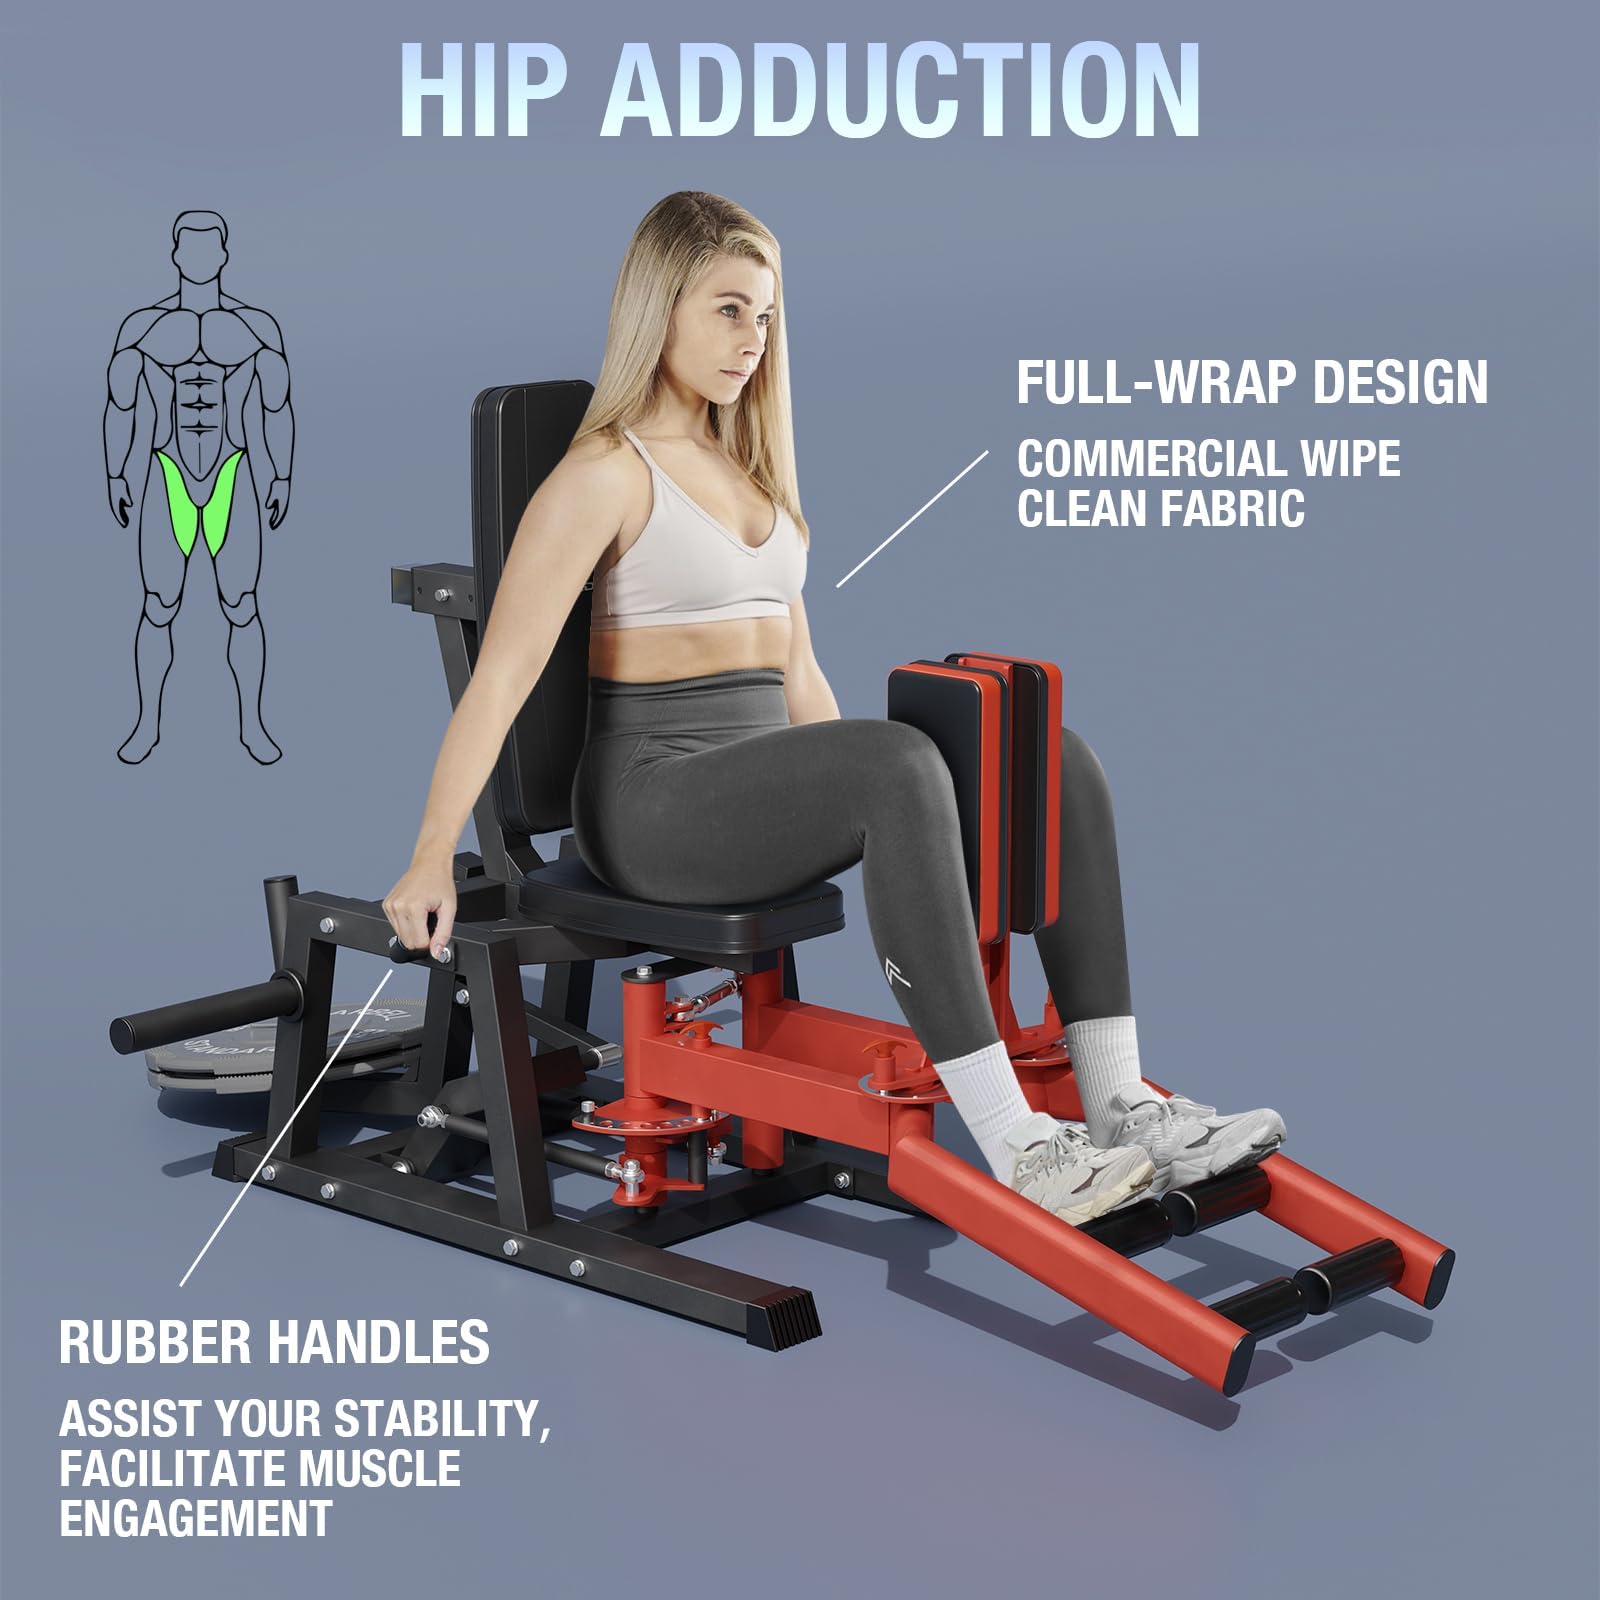 HIP ADDUCTION
FULL-WRAP DESIGN
COMMERCIAL WIPE
CLEAN FABRIC
RUBBER HANDLES
ASSIST YOUR STABILITY,
FACILITATE MUSCLE
ENGAGEMENT